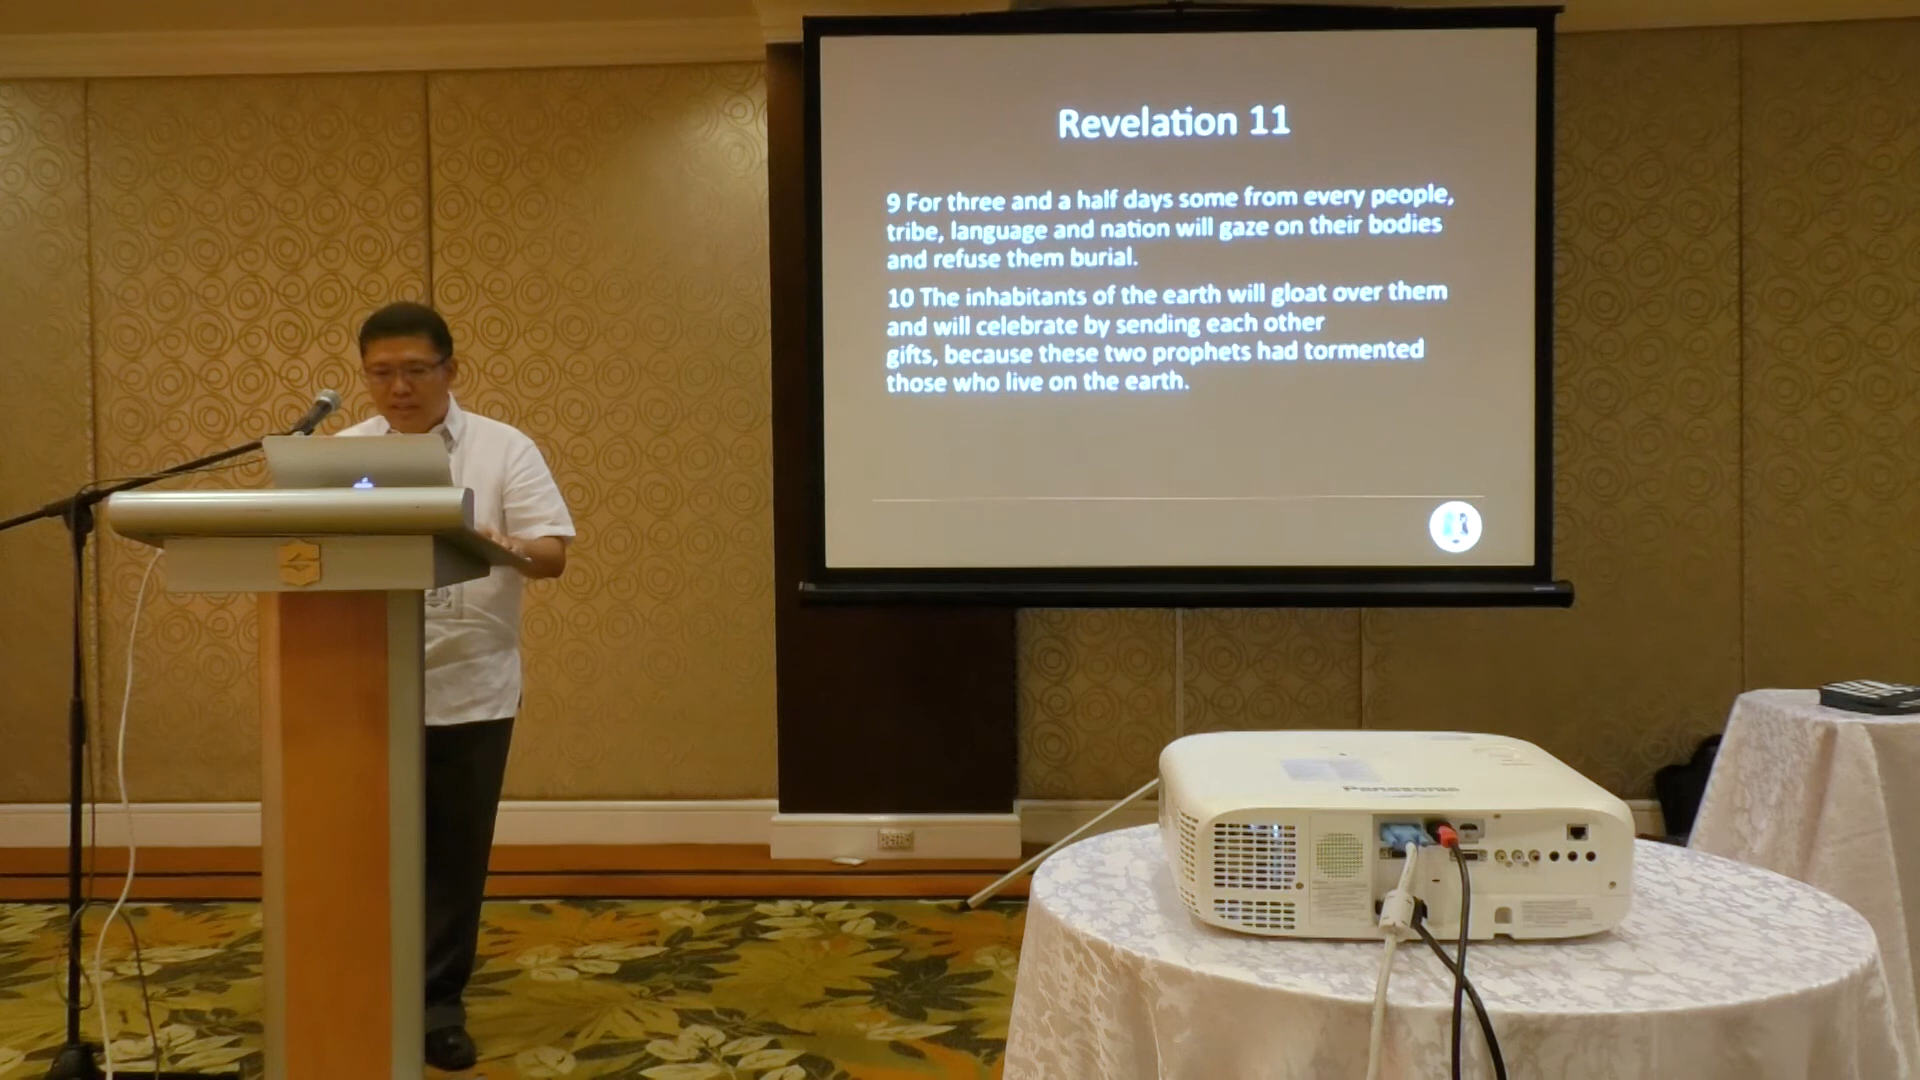 Revelation 11
9 For three and a half days some from every people,
tribe, language and nation will gaze on their bodies
and refuse them burial.
10 The inhabitants of the earth will gloat over them
and will celebrate by sending each other
gifts, because these two prophets had tormented
those who live on the earth.
Panasonic